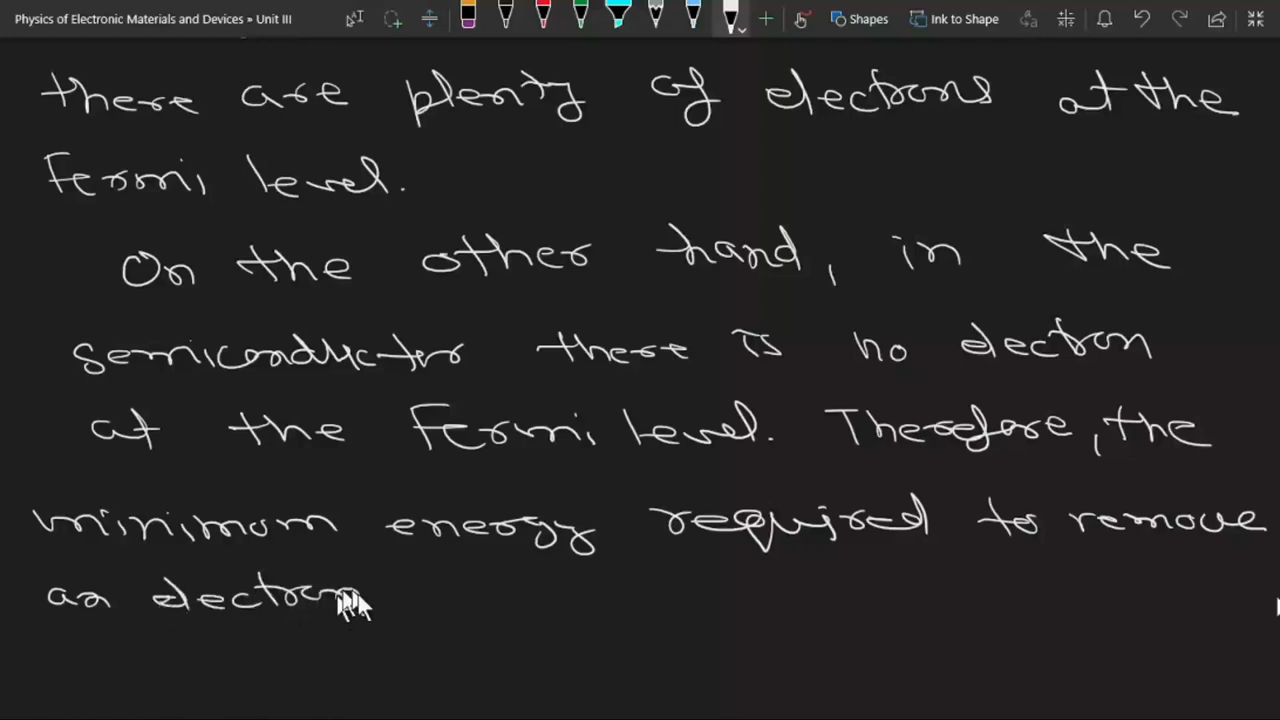 Physics of Electronic Materials and Devices » Unit III
Shapes
Ink to Shape
there are plenty of electrons at the
Fermi level.
On the other hand, in the
semiconductor there is no electron
at the Fermi level. Therefore, the
minimum energy required to remove
an electron